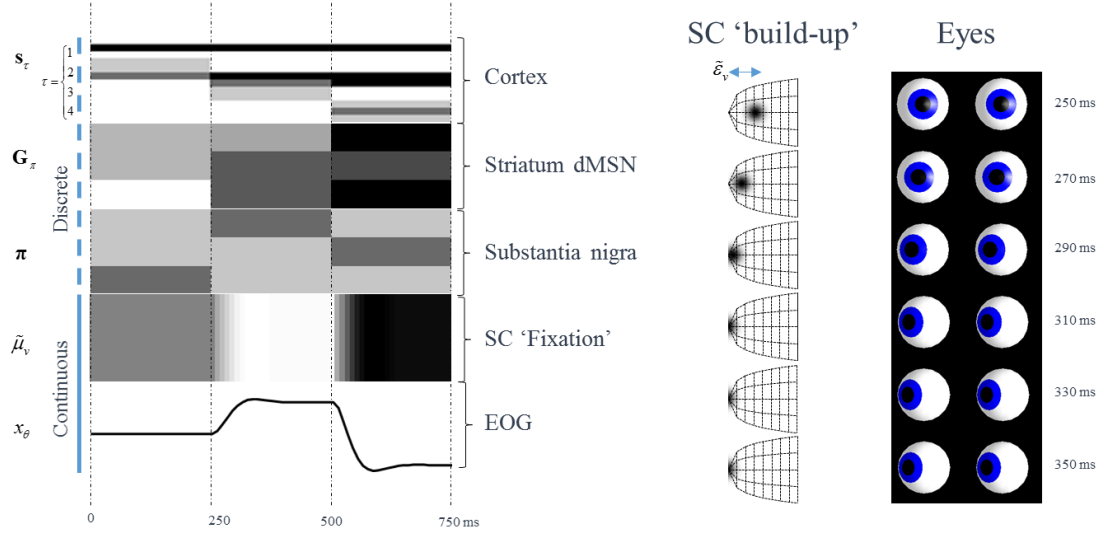 SC ‘build-up’ Eyes
s_τ
τ =
1
2
3
4
Cortex
G_π
Striatum dMSN
Discrete
π
Substantia nigra
μ̃_v
SC ‘Fixation’
Continuous
x_θ
EOG
0 250 500 750 ms
ε̃_v
250 ms
270 ms
290 ms
310 ms
330 ms
350 ms